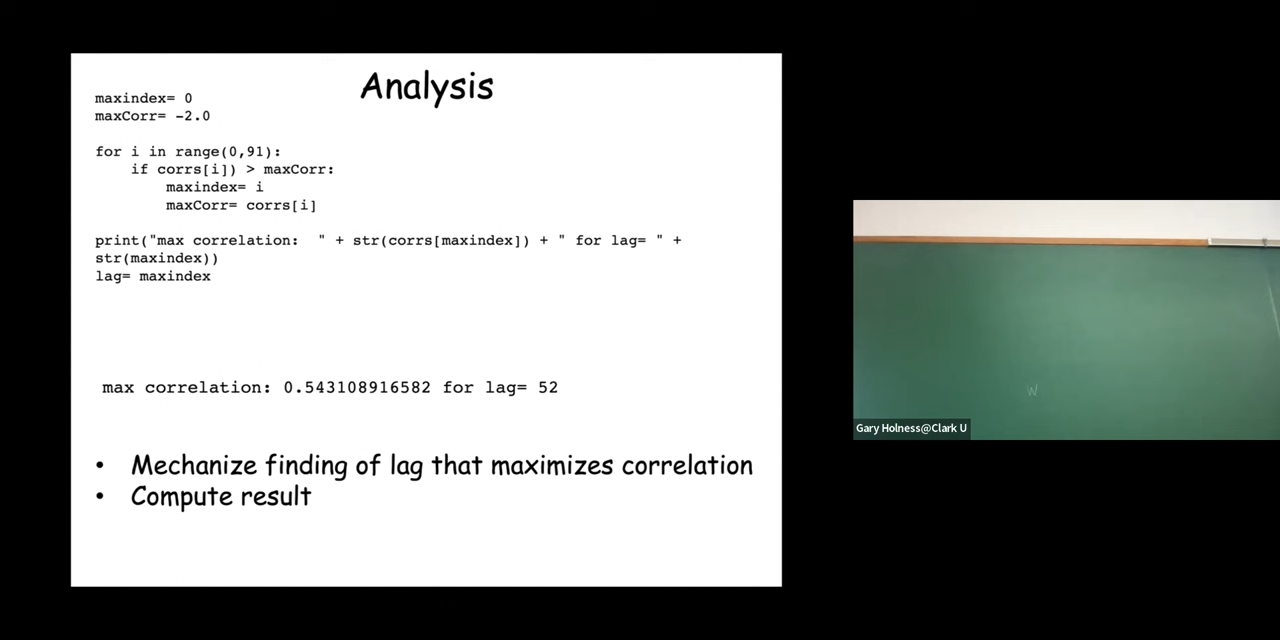 Analysis
maxindex= 0
maxCorr= -2.0
for i in range(0,91):
if corrs[i]) > maxCorr:
maxindex= i
maxCorr= corrs[i]
print("max correlation:  " + str(corrs[maxindex]) + " for lag= " +
str(maxindex))
lag= maxindex
max correlation: 0.543108916582 for lag= 52
• Mechanize finding of lag that maximizes correlation
• Compute result
W
Gary Holness@Clark U